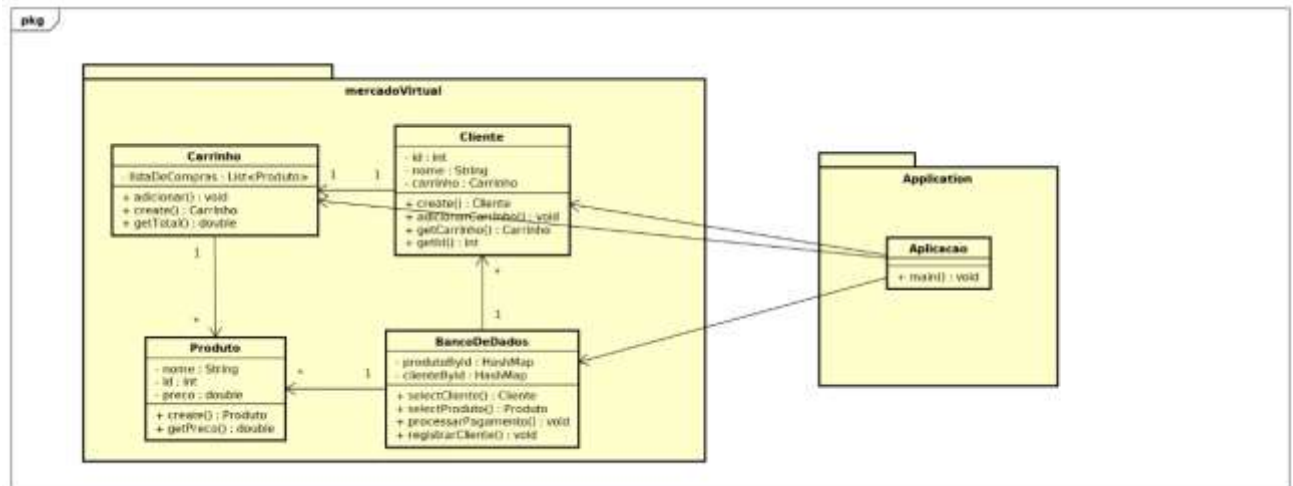 pkg
mercadoVirtual
Carrinho
- listaDeCompras : List<Produto>
+ adicionar() : void
+ create() : Carrinho
+ getTotal() : double
1
1
Cliente
- id : int
- nome : String
- carrinho : Carrinho
+ create() : Cliente
+ adicionarCarrinho() : void
+ getCarrinho() : Carrinho
+ getId() : int
Application
Aplicacao
+ main() : void
1
*
*
1
Produto
- nome : String
- id : int
- preco : double
+ create() : Produto
+ getPreco() : double
*
1
BancoDeDados
- produtoById : HashMap
- clienteById : HashMap
+ selectCliente() : Cliente
+ selectProduto() : Produto
+ processarPagamento() : void
+ registrarCliente() : void